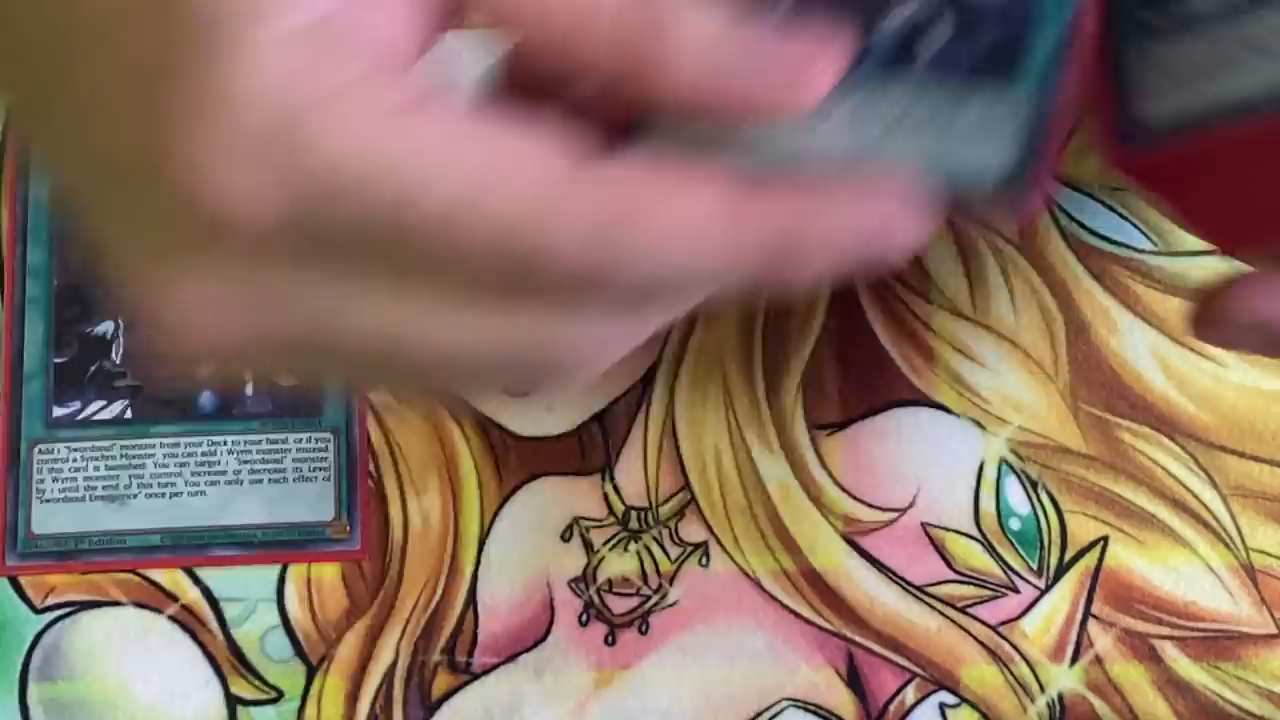 Add 1 "Swordsoul" monster from your Deck to your hand, or if you
control a Synchro Monster, you can add 1 Wyrm monster instead.
If this card is banished: You can target 1 "Swordsoul" monster,
or Wyrm monster, you control; increase or decrease its Level
by 1 until the end of this turn. You can only use each effect of
"Swordsoul Emergence" once per turn.
1st Edition